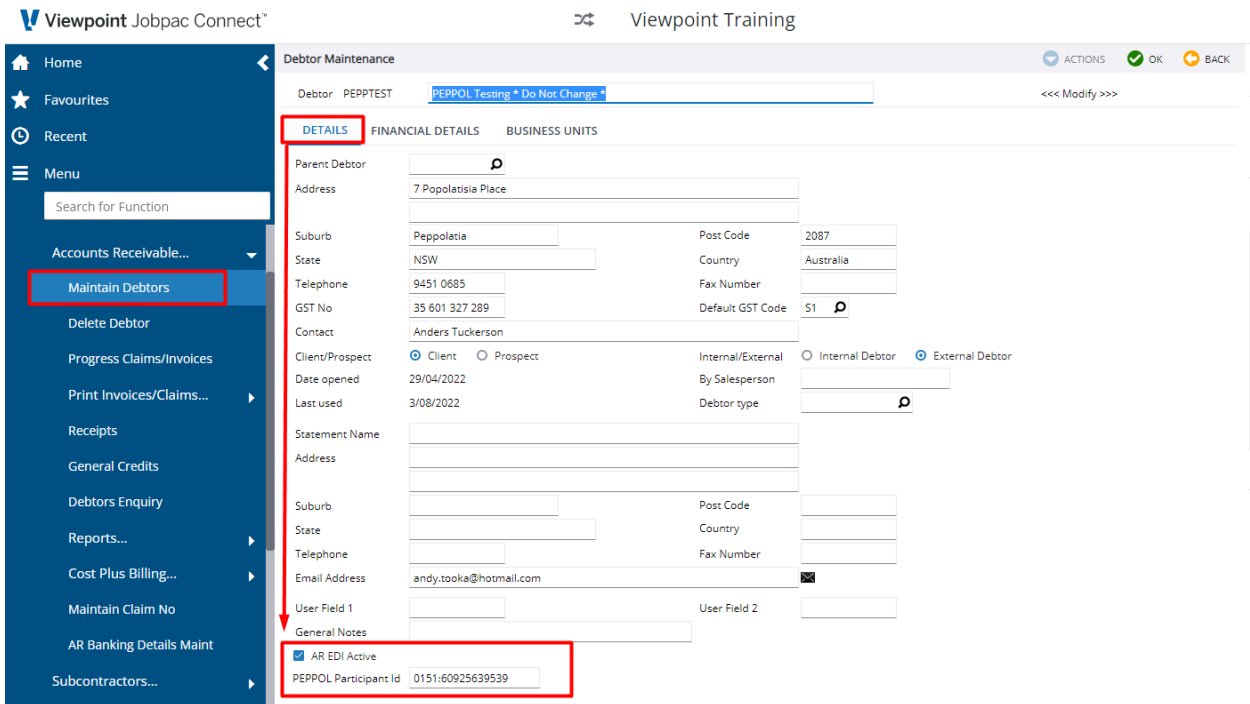 Viewpoint Jobpac Connect™
Viewpoint Training
Home
Favourites
Recent
Menu
Search for Function
Accounts Receivable...
Maintain Debtors
Delete Debtor
Progress Claims/Invoices
Print Invoices/Claims...
Receipts
General Credits
Debtors Enquiry
Reports...
Cost Plus Billing...
Maintain Claim No
AR Banking Details Maint
Subcontractors...
Debtor Maintenance
ACTIONS OK BACK
Debtor PEPPTEST PEPPOL Testing * Do Not Change * <<< Modify >>>
DETAILS FINANCIAL DETAILS BUSINESS UNITS
Parent Debtor
Address 7 Popolatisia Place
Suburb Peppolatia Post Code 2087
State NSW Country Australia
Telephone 9451 0685 Fax Number
GST No 35 601 327 289 Default GST Code S1
Contact Anders Tuckerson
Client/Prospect Client Prospect Internal/External Internal Debtor External Debtor
Date opened 29/04/2022 By Salesperson
Last used 3/08/2022 Debtor type
Statement Name
Address
Suburb Post Code
State Country
Telephone Fax Number
Email Address andy.tooka@hotmail.com
User Field 1 User Field 2
General Notes
AR EDI Active
PEPPOL Participant Id 0151:60925639539